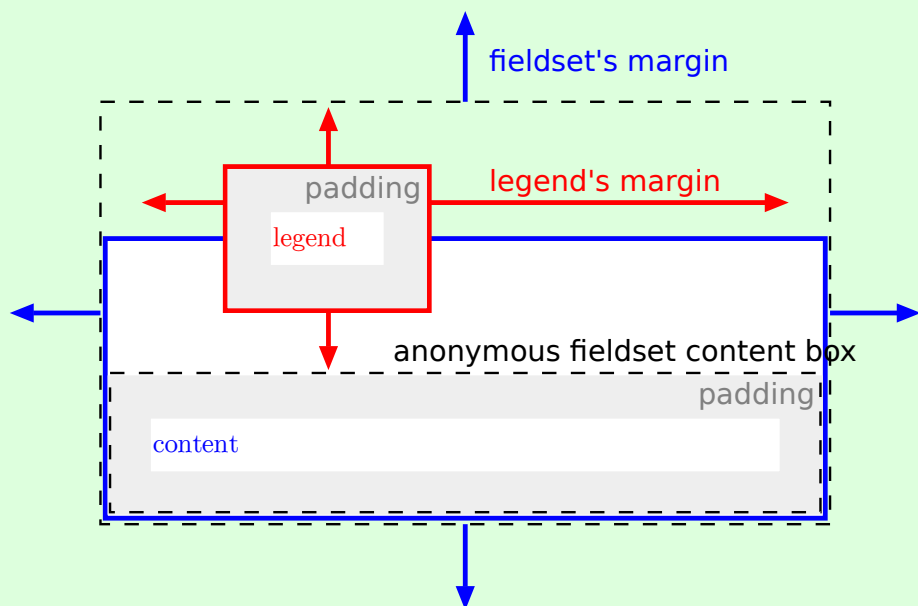 fieldset's margin
legend's margin
padding
legend
anonymous fieldset content box
padding
content